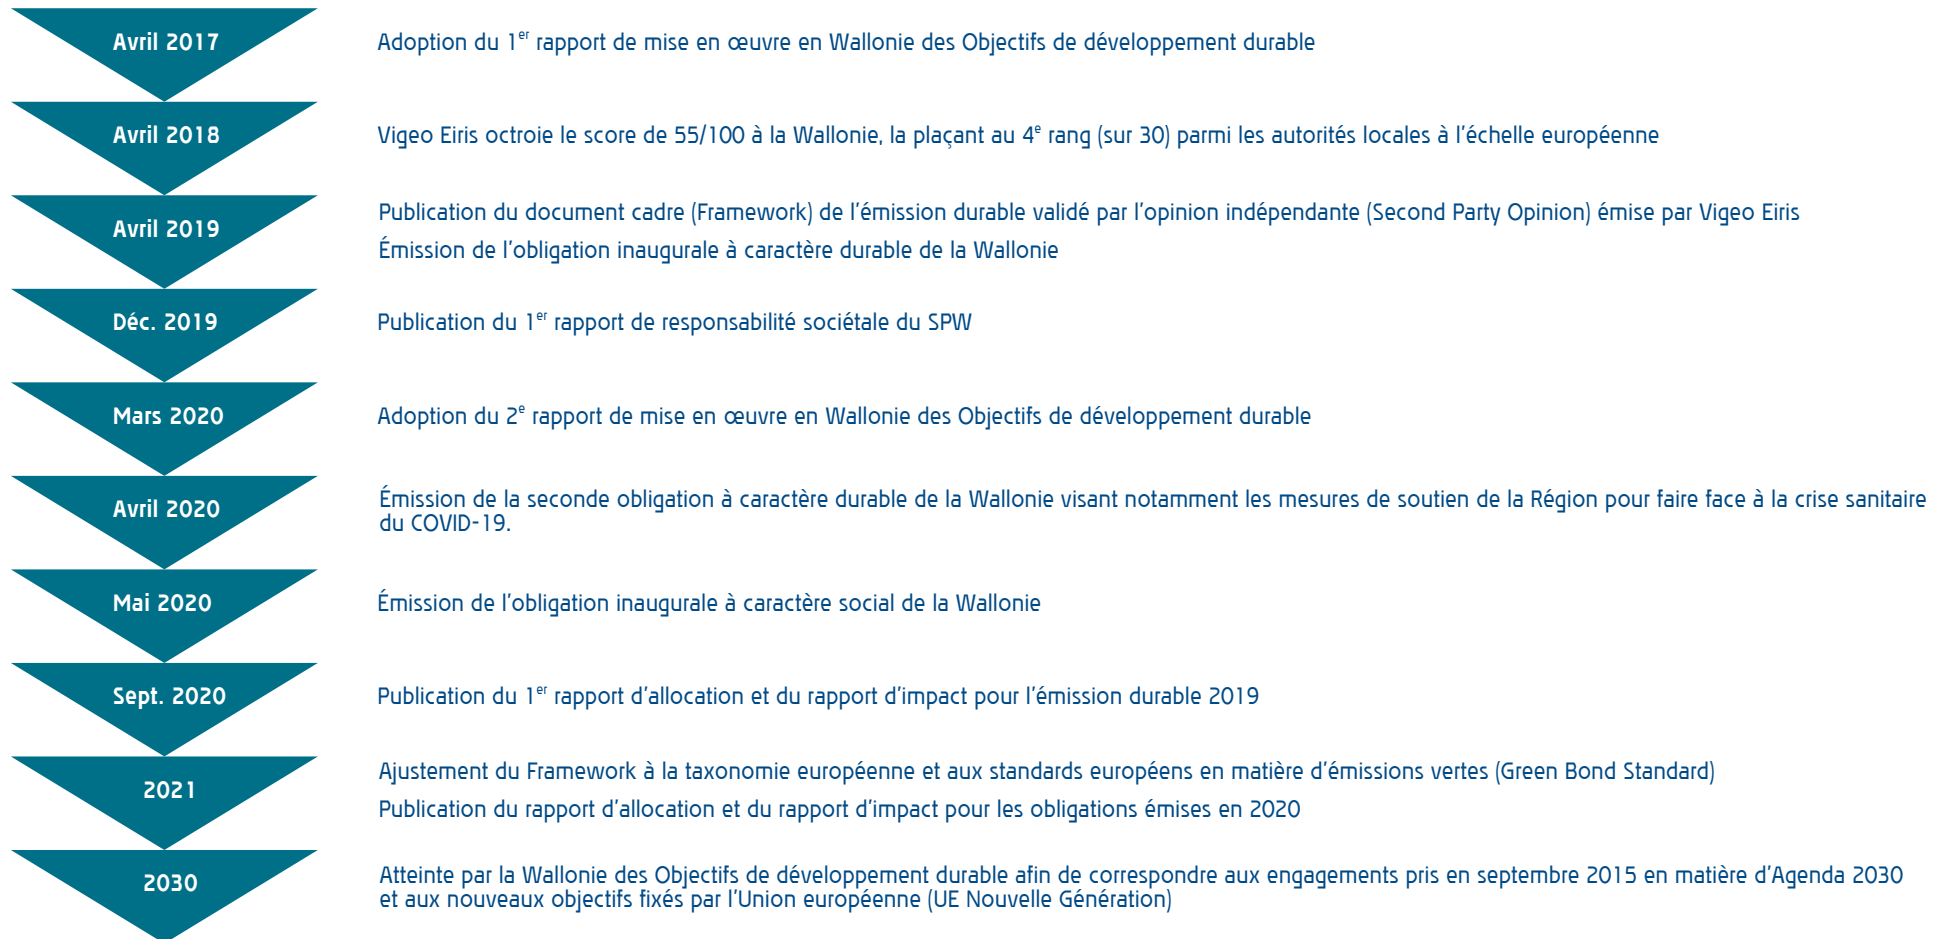 Avril 2017
Adoption du 1er rapport de mise en œuvre en Wallonie des Objectifs de développement durable
Avril 2018
Vigeo Eiris octroie le score de 55/100 à la Wallonie, la plaçant au 4e rang (sur 30) parmi les autorités locales à l'échelle européenne
Avril 2019
Publication du document cadre (Framework) de l'émission durable validé par l'opinion indépendante (Second Party Opinion) émise par Vigeo Eiris
Émission de l'obligation inaugurale à caractère durable de la Wallonie
Déc. 2019
Publication du 1er rapport de responsabilité sociétale du SPW
Mars 2020
Adoption du 2e rapport de mise en œuvre en Wallonie des Objectifs de développement durable
Avril 2020
Émission de la seconde obligation à caractère durable de la Wallonie visant notamment les mesures de soutien de la Région pour faire face à la crise sanitaire
du COVID-19.
Mai 2020
Émission de l'obligation inaugurale à caractère social de la Wallonie
Sept. 2020
Publication du 1er rapport d'allocation et du rapport d'impact pour l'émission durable 2019
2021
Ajustement du Framework à la taxonomie européenne et aux standards européens en matière d'émissions vertes (Green Bond Standard)
Publication du rapport d'allocation et du rapport d'impact pour les obligations émises en 2020
2030
Atteinte par la Wallonie des Objectifs de développement durable afin de correspondre aux engagements pris en septembre 2015 en matière d'Agenda 2030
et aux nouveaux objectifs fixés par l'Union européenne (UE Nouvelle Génération)